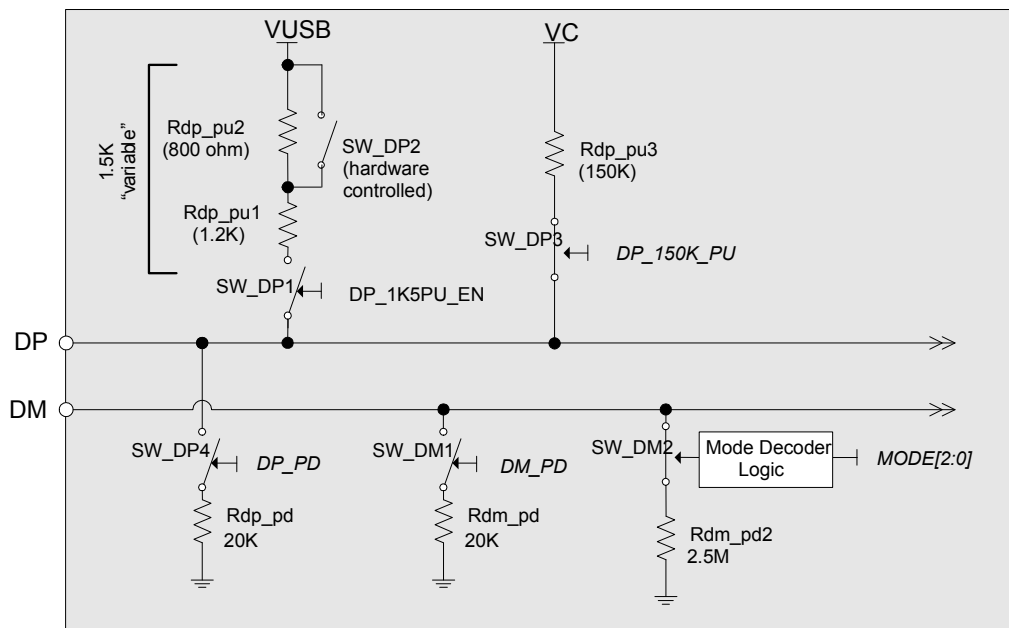 VUSB
VC
1.5K
“variable”
Rdp_pu2
(800 ohm)
SW_DP2
(hardware
controlled)
Rdp_pu3
(150K)
Rdp_pu1
(1.2K)
SW_DP3
DP_150K_PU
SW_DP1
DP_1K5PU_EN
DP
DM
SW_DP4
DP_PD
SW_DM1
DM_PD
SW_DM2
Mode Decoder
Logic
MODE[2:0]
Rdp_pd
20K
Rdm_pd
20K
Rdm_pd2
2.5M